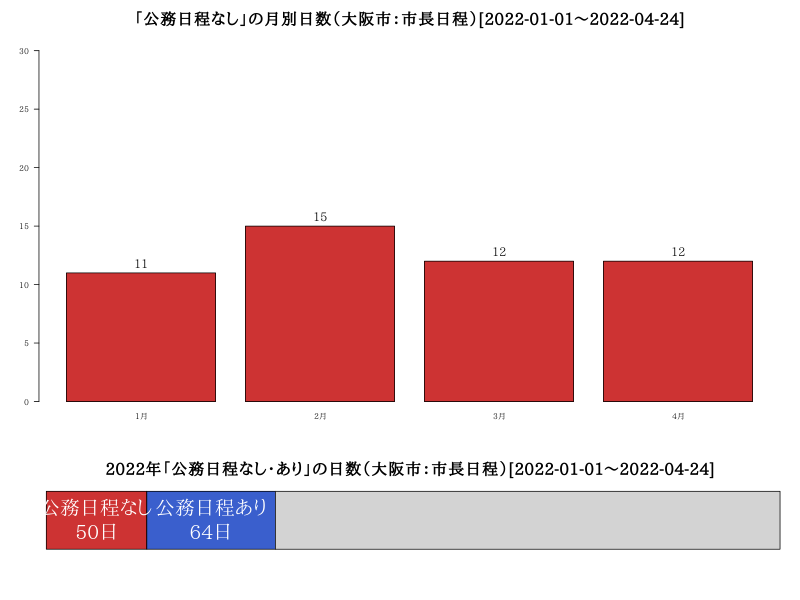 「公務日程なし」の月別日数（大阪市：市長日程）[2022-01-01～2022-04-24]
30
25
20
15
10
5
0
11
15
12
12
1月
2月
3月
4月
2022年「公務日程なし・あり」の日数（大阪市：市長日程）[2022-01-01～2022-04-24]
公務日程なし
50日
公務日程あり
64日